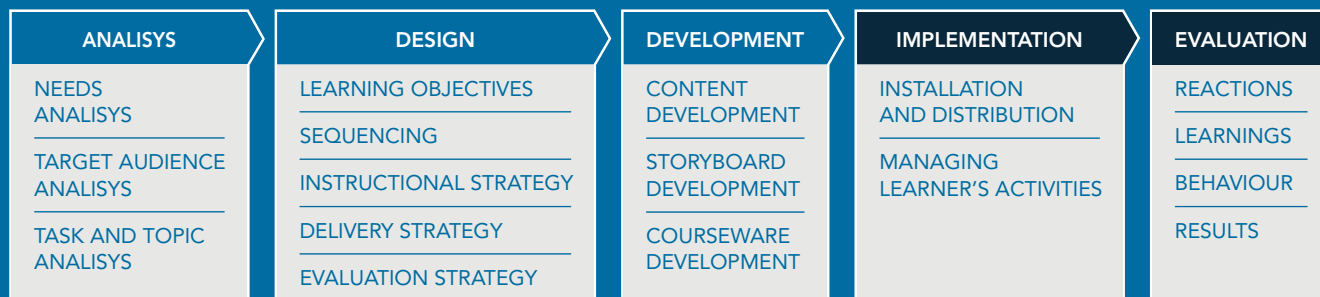 ANALISYS
NEEDS
ANALISYS
TARGET AUDIENCE
ANALISYS
TASK AND TOPIC
ANALISYS
DESIGN
LEARNING OBJECTIVES
SEQUENCING
INSTRUCTIONAL STRATEGY
DELIVERY STRATEGY
EVALUATION STRATEGY
DEVELOPMENT
CONTENT
DEVELOPMENT
STORYBOARD
DEVELOPMENT
COURSEWARE
DEVELOPMENT
IMPLEMENTATION
INSTALLATION
AND DISTRIBUTION
MANAGING
LEARNER’S ACTIVITIES
EVALUATION
REACTIONS
LEARNINGS
BEHAVIOUR
RESULTS